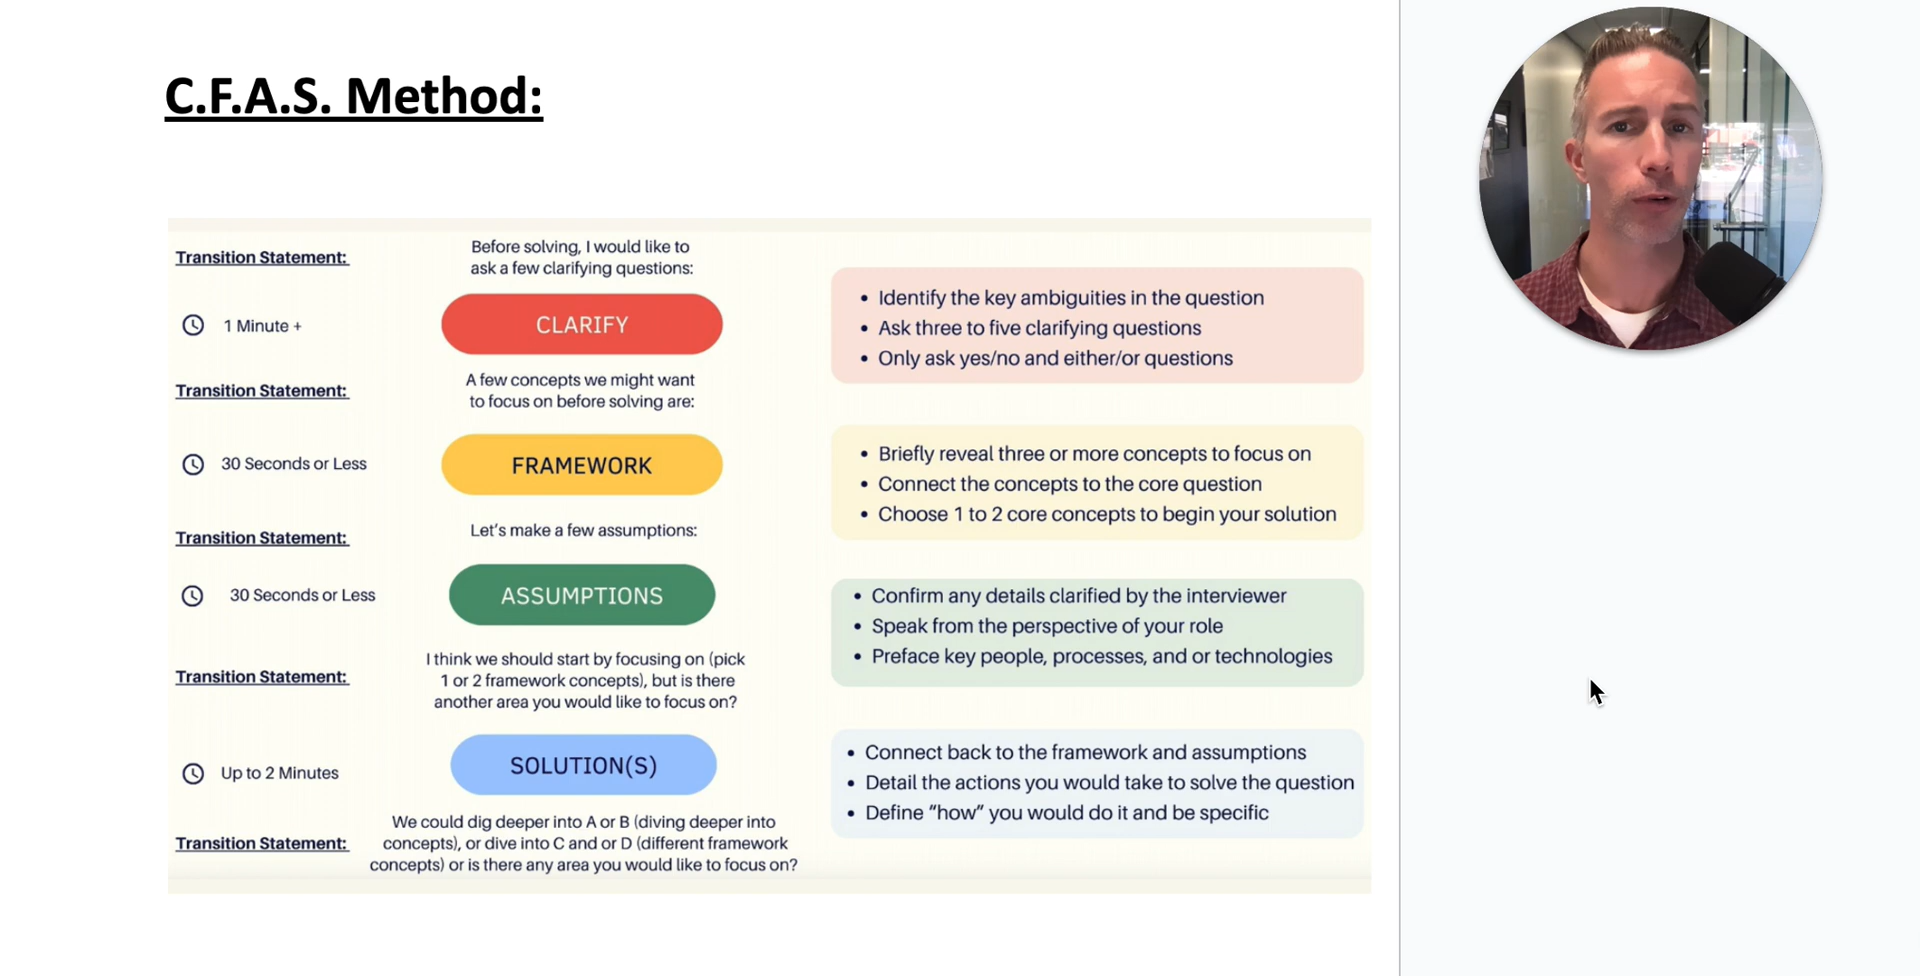 C.F.A.S. Method:
Transition Statement:
Before solving, I would like to
ask a few clarifying questions:
1 Minute +
CLARIFY
• Identify the key ambiguities in the question
• Ask three to five clarifying questions
• Only ask yes/no and either/or questions
Transition Statement:
A few concepts we might want
to focus on before solving are:
30 Seconds or Less
FRAMEWORK
• Briefly reveal three or more concepts to focus on
• Connect the concepts to the core question
• Choose 1 to 2 core concepts to begin your solution
Transition Statement:
Let’s make a few assumptions:
30 Seconds or Less
ASSUMPTIONS
• Confirm any details clarified by the interviewer
• Speak from the perspective of your role
• Preface key people, processes, and or technologies
Transition Statement:
I think we should start by focusing on (pick
1 or 2 framework concepts), but is there
another area you would like to focus on?
Up to 2 Minutes
SOLUTION(S)
• Connect back to the framework and assumptions
• Detail the actions you would take to solve the question
• Define “how” you would do it and be specific
Transition Statement:
We could dig deeper into A or B (diving deeper into
concepts), or dive into C and or D (different framework
concepts) or is there any area you would like to focus on?